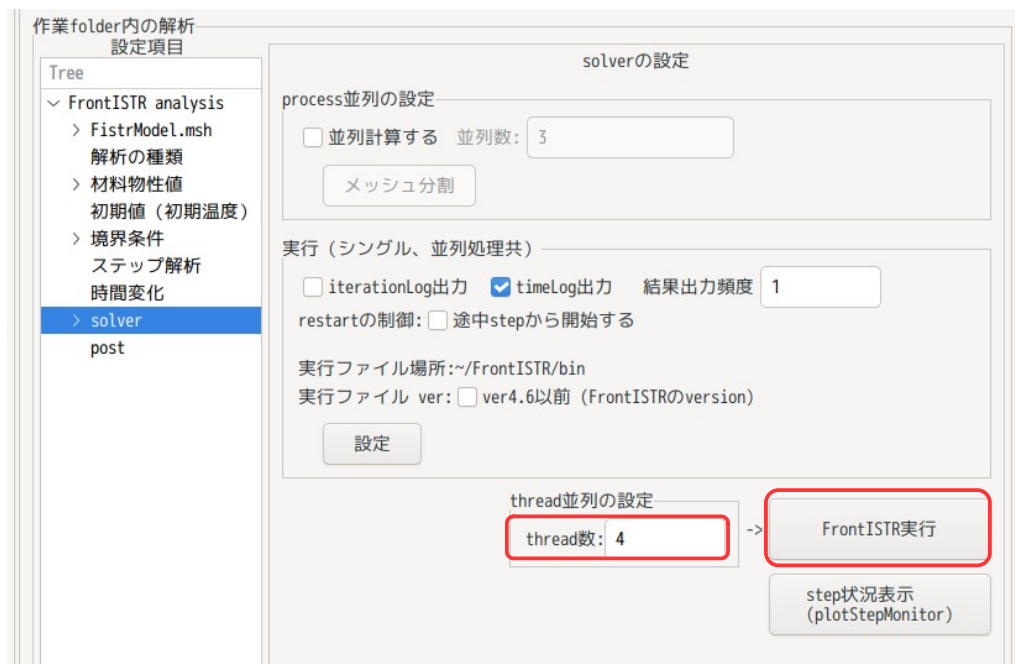 作業folder内の解析
設定項目
Tree
FrontISTR analysis
FistrModel.msh
解析の種類
材料物性値
初期値（初期温度）
境界条件
ステップ解析
時間変化
solver
post
solverの設定
process並列の設定
並列計算する 並列数: 3
メッシュ分割
実行（シングル、並列処理共）
iterationLog出力 timeLog出力 結果出力頻度 1
restartの制御: 途中stepから開始する
実行ファイル場所:~/FrontISTR/bin
実行ファイル ver: ver4.6以前（FrontISTRのversion）
設定
thread並列の設定
thread数: 4
->
FrontISTR実行
step状況表示
(plotStepMonitor)